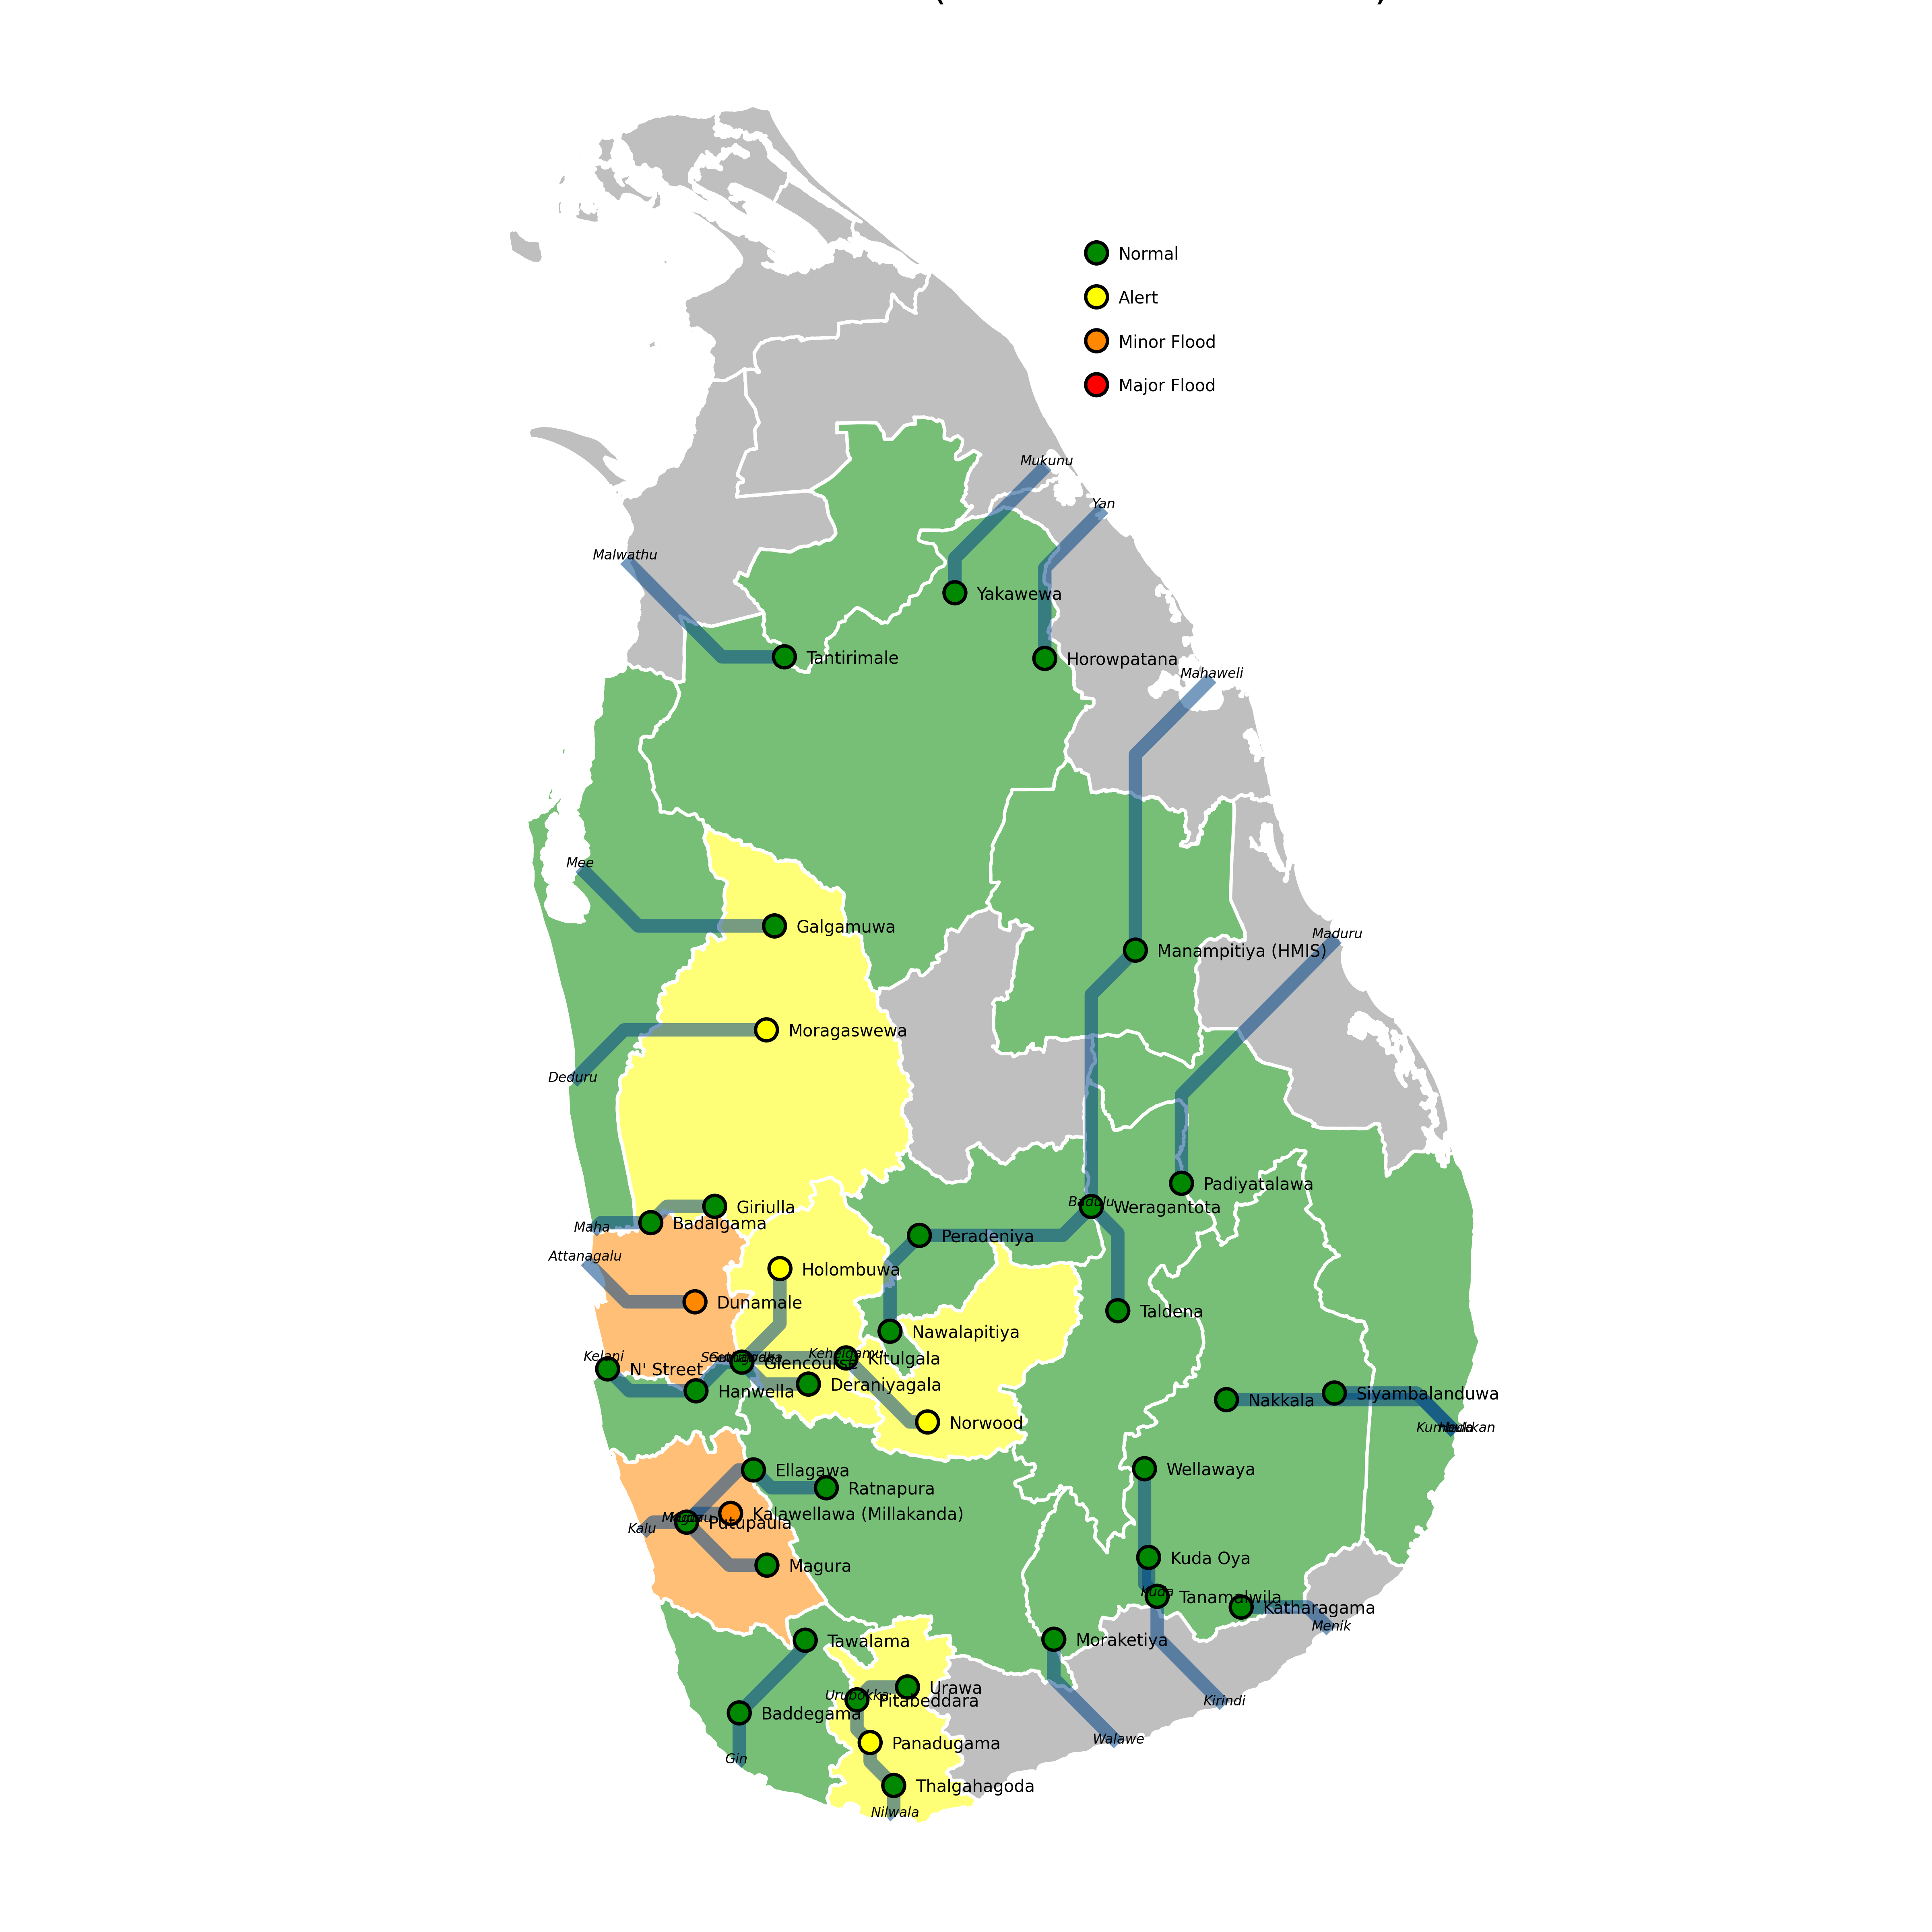 Normal
Alert
Minor Flood
Major Flood
Mukunu
Yan
Malwathu
Yakawewa
Tantirimale
Horowpatana
Mahaweli
Mee
Galgamuwa
Maduru
Manampitiya (HMIS)
Moragaswewa
Deduru
Padiyatalawa
Badulu
Giriulla
Weragantota
Maha
Badalgama
Peradeniya
Attanagalu
Holombuwa
Dunamale
Taldena
Nawalapitiya
Kelani
Kehelgamu
N' Street
Glencourse
Kitulgala
Deraniyagala
Hanwella
Siyambalanduwa
Nakkala
Norwood
Ellagawa
Wellawaya
Ratnapura
Kalawellawa (Millakanda)
Putupaula
Kalu
Kuda Oya
Magura
Kuda
Tanamalwila
Katharagama
Menik
Tawalama
Moraketiya
Urawa
Urubokka
Pitabeddara
Kirindi
Baddegama
Walawe
Panadugama
Gin
Thalgahagoda
Nilwala